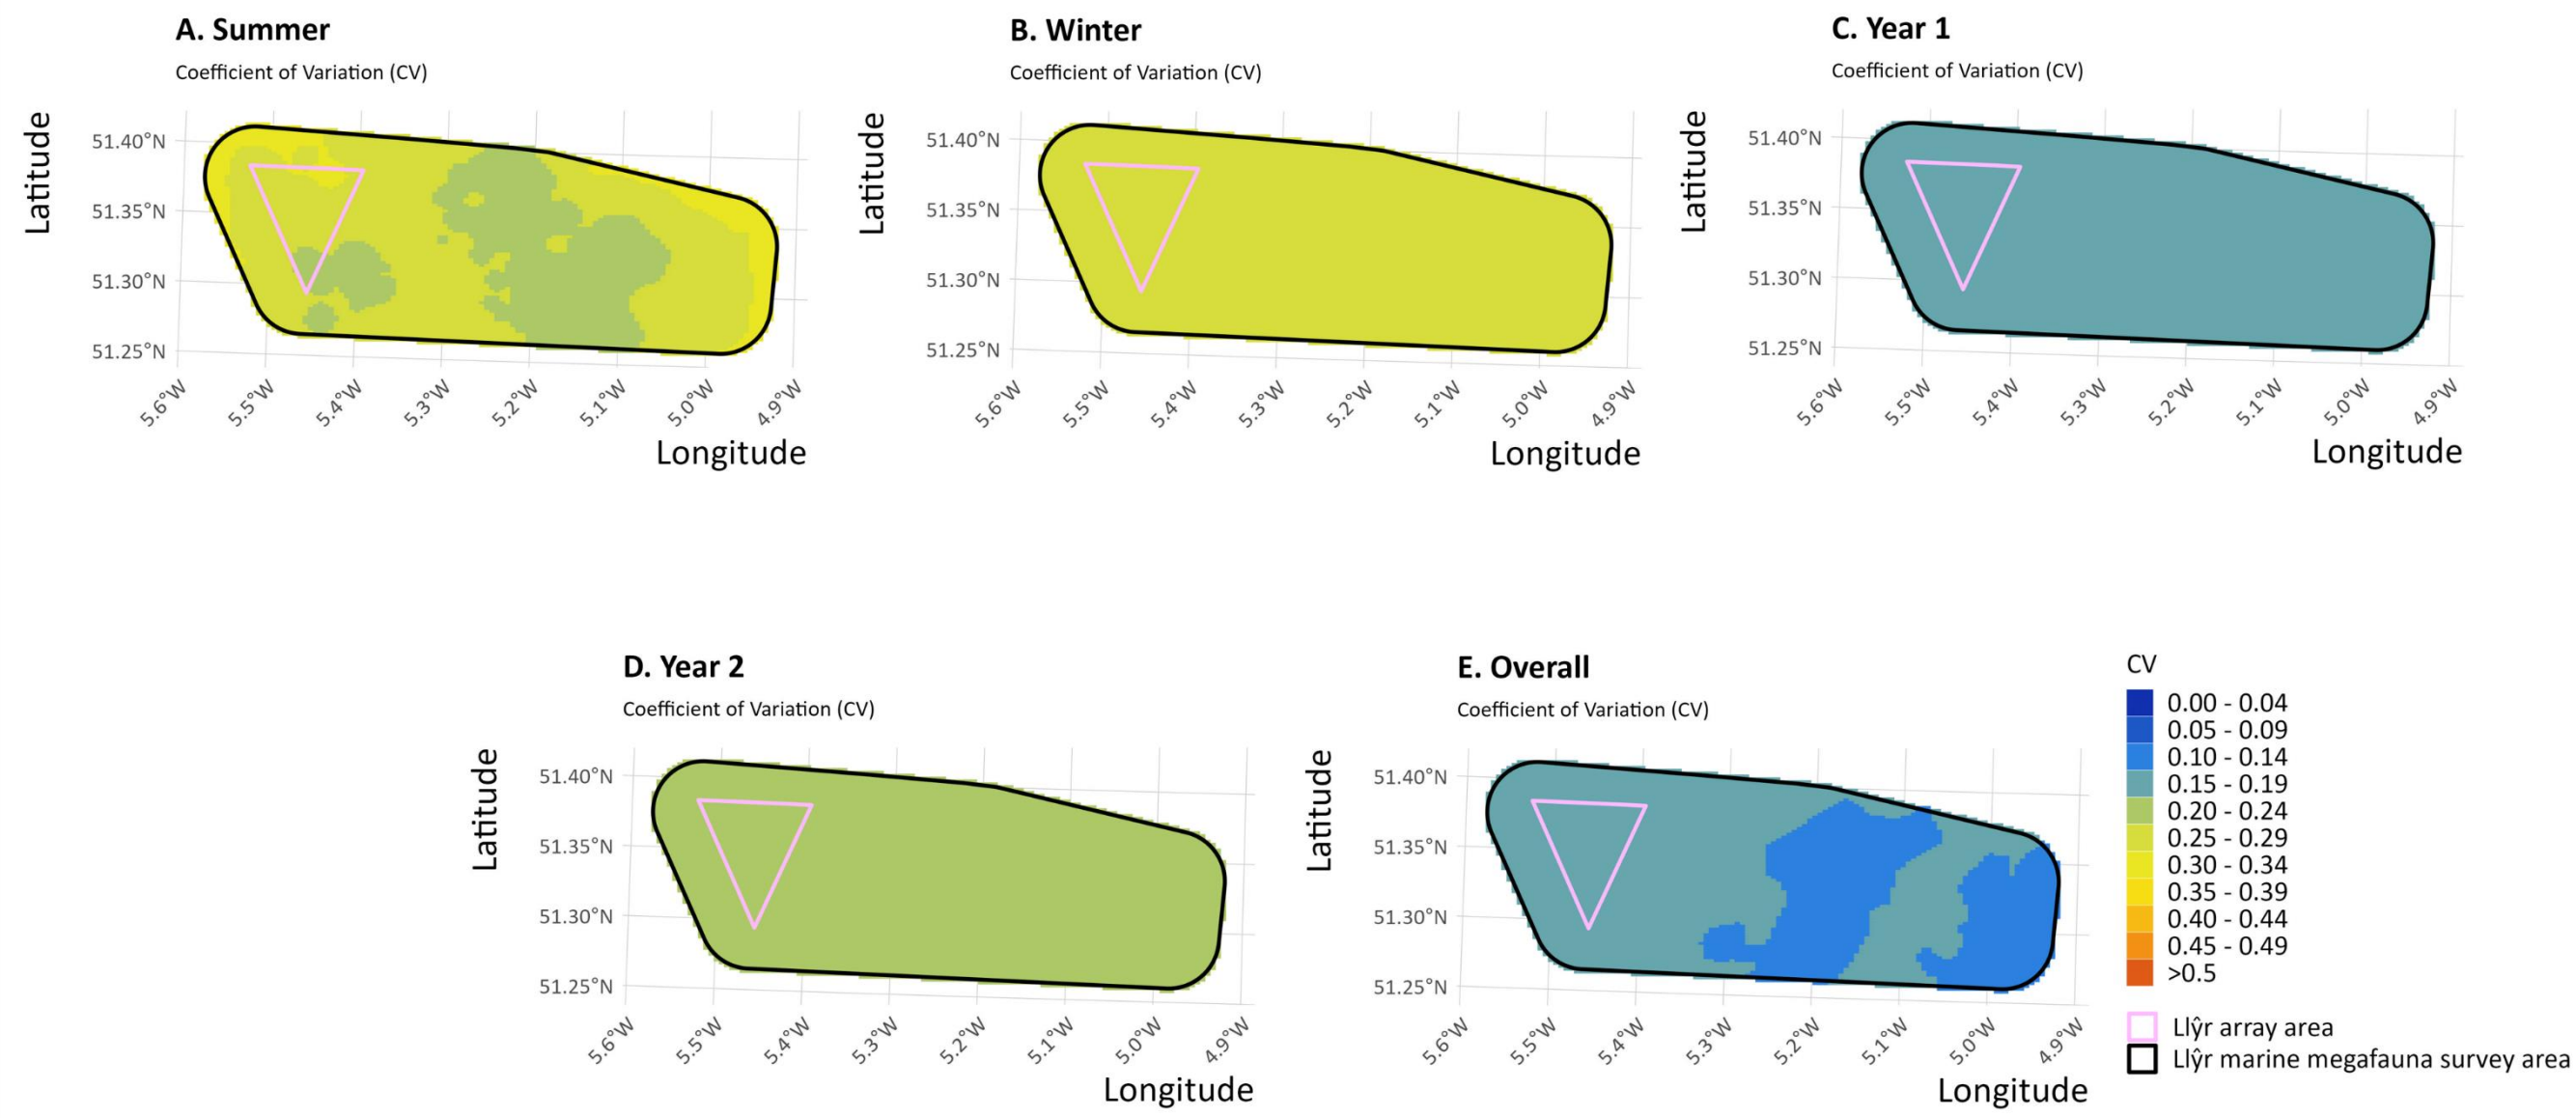 A. Summer
Coefficient of Variation (CV)
Latitude
51.40°N
51.35°N
51.30°N
51.25°N
5.6°W
5.5°W
5.4°W
5.3°W
5.2°W
5.1°W
5.0°W
4.9°W
Longitude
B. Winter
Coefficient of Variation (CV)
Latitude
51.40°N
51.35°N
51.30°N
51.25°N
5.6°W
5.5°W
5.4°W
5.3°W
5.2°W
5.1°W
5.0°W
4.9°W
Longitude
C. Year 1
Coefficient of Variation (CV)
Latitude
51.40°N
51.35°N
51.30°N
51.25°N
5.6°W
5.5°W
5.4°W
5.3°W
5.2°W
5.1°W
5.0°W
4.9°W
Longitude
D. Year 2
Coefficient of Variation (CV)
Latitude
51.40°N
51.35°N
51.30°N
51.25°N
5.6°W
5.5°W
5.4°W
5.3°W
5.2°W
5.1°W
5.0°W
4.9°W
Longitude
E. Overall
Coefficient of Variation (CV)
Latitude
51.40°N
51.35°N
51.30°N
51.25°N
5.6°W
5.5°W
5.4°W
5.3°W
5.2°W
5.1°W
5.0°W
4.9°W
Longitude
CV
0.00 - 0.04
0.05 - 0.09
0.10 - 0.14
0.15 - 0.19
0.20 - 0.24
0.25 - 0.29
0.30 - 0.34
0.35 - 0.39
0.40 - 0.44
0.45 - 0.49
>0.5
Llŷr array area
Llŷr marine megafauna survey area